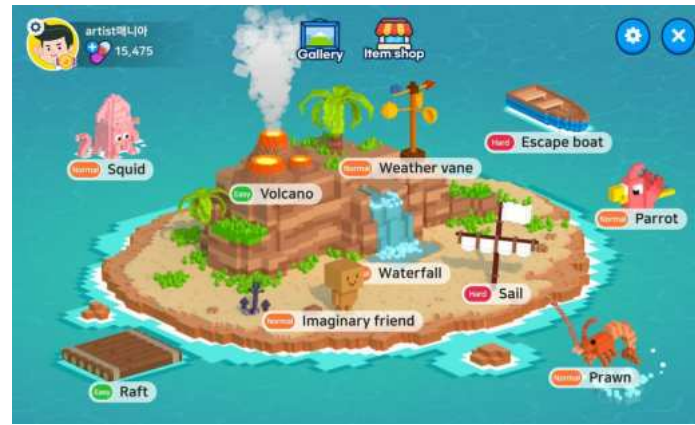 artist매니아
15,475
Gallery
Item shop
Normal Squid
Easy Volcano
Normal Weather vane
Hard Escape boat
Normal Parrot
Waterfall
Hard Sail
Normal Imaginary friend
Easy Raft
Normal Prawn